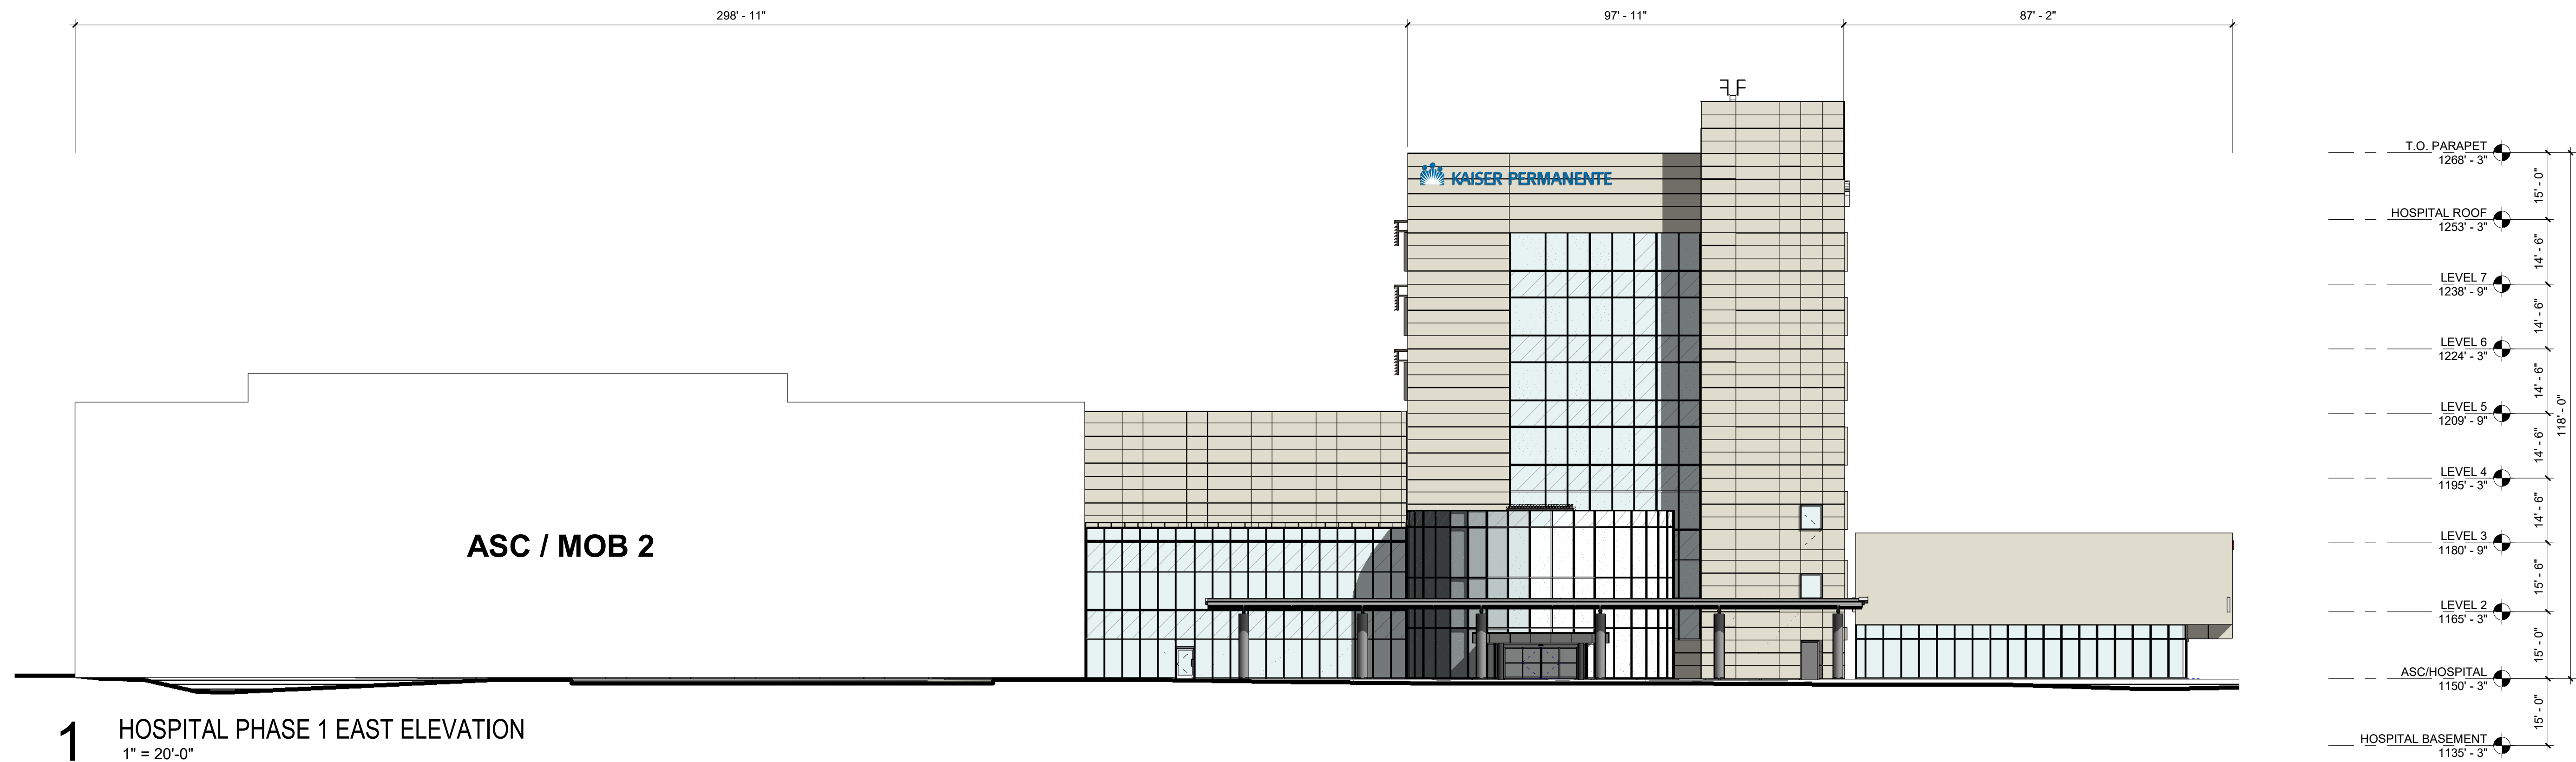 298' - 11"
97' - 11"
87' - 2"
KAISER PERMANENTE
ASC / MOB 2
T.O. PARAPET
1268' - 3"
15' - 0"
HOSPITAL ROOF
1253' - 3"
14' - 6"
LEVEL 7
1238' - 9"
14' - 6"
LEVEL 6
1224' - 3"
14' - 6"
LEVEL 5
1209' - 9"
118' - 0"
14' - 6"
LEVEL 4
1195' - 3"
14' - 6"
LEVEL 3
1180' - 9"
15' - 6"
LEVEL 2
1165' - 3"
15' - 0"
ASC/HOSPITAL
1150' - 3"
15' - 0"
HOSPITAL BASEMENT
1135' - 3"
1 HOSPITAL PHASE 1 EAST ELEVATION
1" = 20'-0"